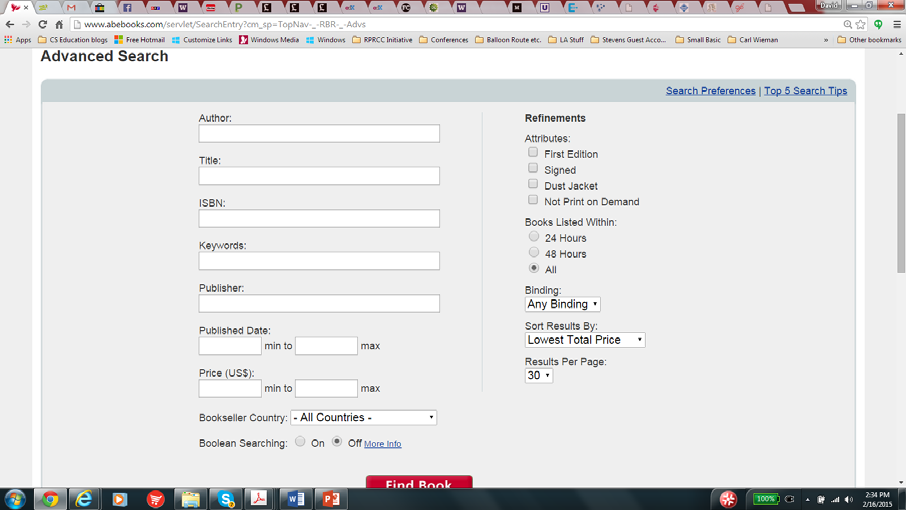 David
www.abebooks.com/servlet/SearchEntry?cm_sp=TopNav-_-RBR-_-Advs
Apps CS Education blogs Free Hotmail Customize Links Windows Media Windows RPRCC Initiative Conferences Balloon Route etc. LA Stuff Stevens Guest Acco... Small Basic Carl Wieman » Other bookmarks
Advanced Search
Search Preferences | Top 5 Search Tips
Author:
Title:
ISBN:
Keywords:
Publisher:
Published Date:
min to max
Price (US$):
min to max
Bookseller Country: - All Countries -
Boolean Searching: On Off More Info
Find Book
Refinements
Attributes:
First Edition
Signed
Dust Jacket
Not Print on Demand
Books Listed Within:
24 Hours
48 Hours
All
Binding:
Any Binding
Sort Results By:
Lowest Total Price
Results Per Page:
30
100%
2:34 PM
2/16/2015